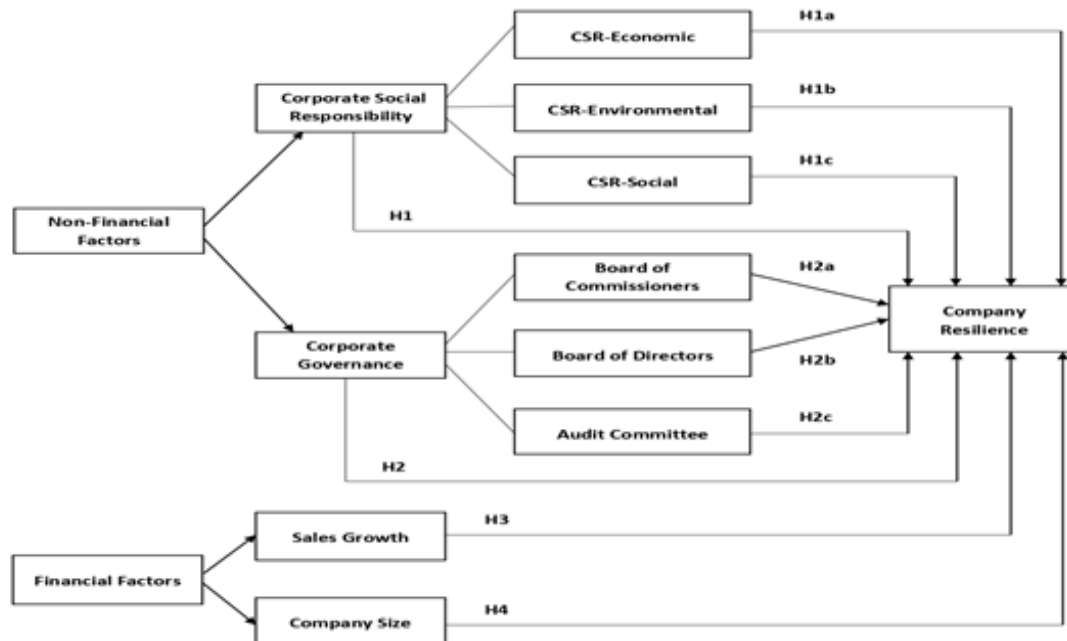 H1a
CSR-Economic
Corporate Social
Responsibility
CSR-Environmental
H1b
CSR-Social
H1c
Non-Financial
Factors
H1
Board of
Commissioners
H2a
Company
Resilience
Corporate
Governance
Board of Directors
H2b
Audit Committee
H2c
H2
Sales Growth
H3
Financial Factors
Company Size
H4